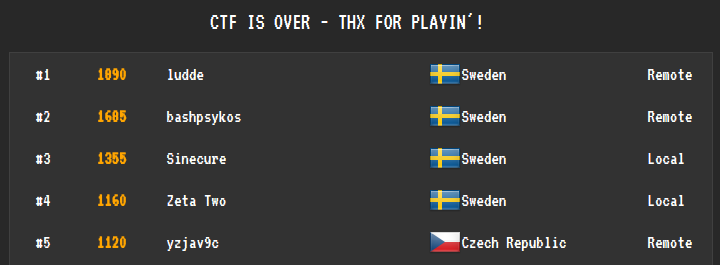 CTF IS OVER - THX FOR PLAYIN´!
#1 1890 ludde Sweden Remote
#2 1605 bashpsykos Sweden Remote
#3 1355 Sinecure Sweden Local
#4 1160 Zeta Two Sweden Local
#5 1120 yzjav9c Czech Republic Remote